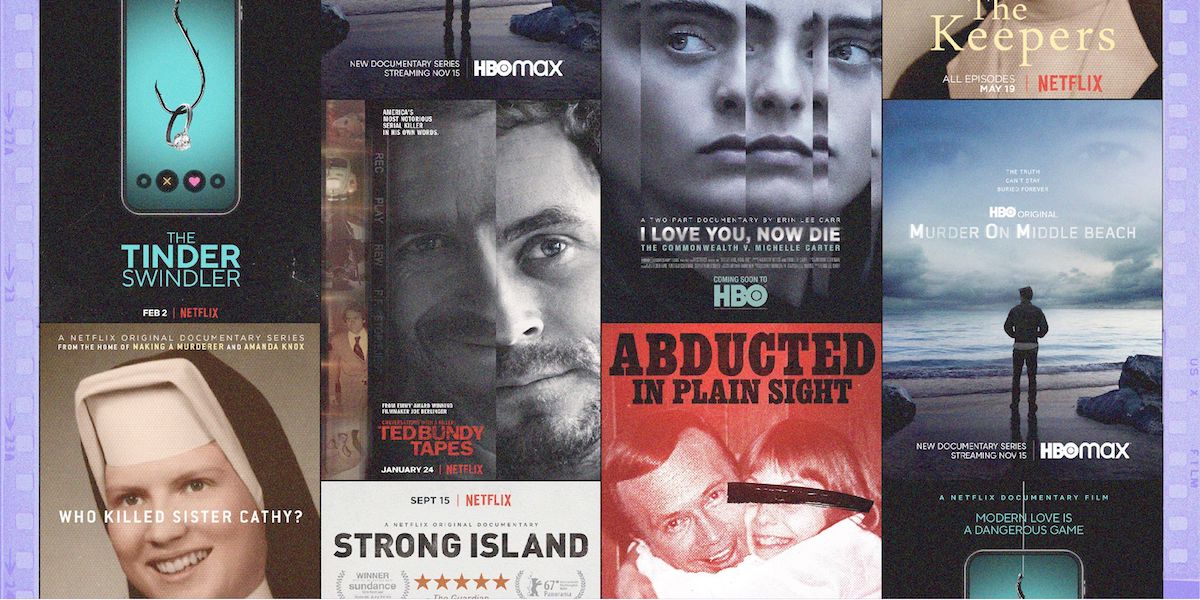 THE
TINDER
SWINDLER
FEB 2 | NETFLIX
A NETFLIX ORIGINAL DOCUMENTARY SERIES
FROM THE HOME OF MAKING A MURDERER AND AMANDA KNOX
WHO KILLED SISTER CATHY?
NEW DOCUMENTARY SERIES
STREAMING NOV 15 | HBOMAX
AMERICA'S
MOST NOTORIOUS
SERIAL KILLER
IN HIS OWN WORDS.
REC
PLAY
REV
FROM EMMY AWARD WINNING
FILMMAKER JOE BERLINGER
CONVERSATIONS WITH A KILLER
TED BUNDY
TAPES
JANUARY 24 | NETFLIX
SEPT 15 | NETFLIX
A NETFLIX ORIGINAL DOCUMENTARY
STRONG ISLAND
WINNER
sundance
The Guardian
67
Panorama
A TWO-PART DOCUMENTARY BY ERIN LEE CARR
I LOVE YOU, NOW DIE
THE COMMONWEALTH V. MICHELLE CARTER
COMING SOON TO
HBO
ABDUCTED
IN PLAIN SIGHT
The
Keepers
ALL EPISODES
MAY 19 | NETFLIX
THE TRUTH
CAN'T STAY
BURIED FOREVER
HBO ORIGINAL
MURDER ON MIDDLE BEACH
NEW DOCUMENTARY SERIES
STREAMING NOV 15 | HBOMAX
A NETFLIX DOCUMENTARY FILM
MODERN LOVE IS
A DANGEROUS GAME
22A
23
23A